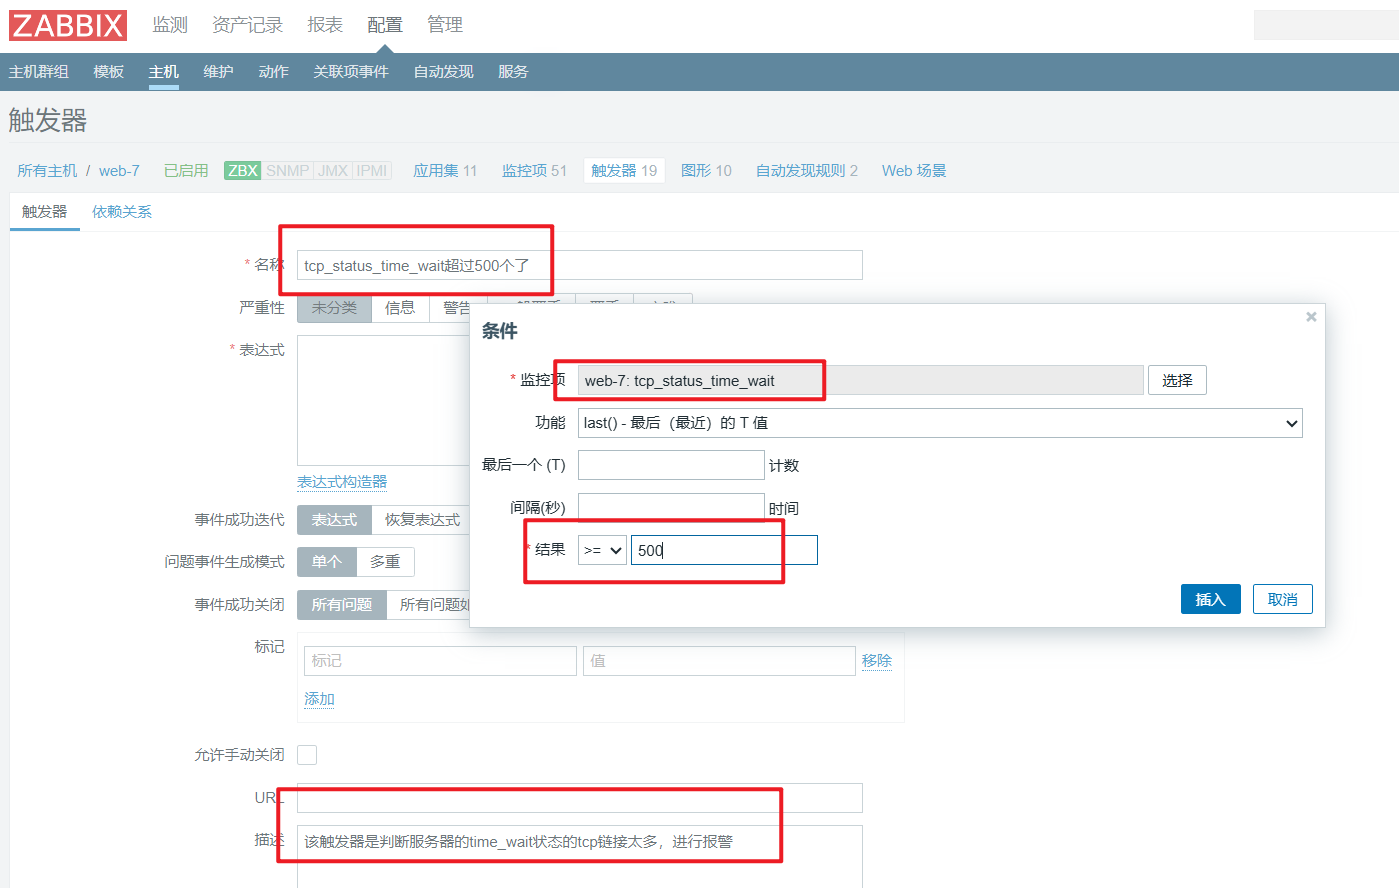 ZABBIX 监测 资产记录 报表 配置 管理
主机群组 模板 主机 维护 动作 关联项事件 自动发现 服务
触发器
所有主机 / web-7 已启用 ZBX SNMP JMX IPMI 应用集 11 监控项 51 触发器 19 图形 10 自动发现规则 2 Web 场景
触发器 依赖关系
* 名称 tcp_status_time_wait超过500个了
严重性 未分类 信息 警告
* 表达式
表达式构造器
事件成功迭代 表达式 恢复表达式
问题事件生成模式 单个 多重
事件成功关闭 所有问题 所有问题如
标记 标记 值 移除
添加
允许手动关闭
URL
描述 该触发器是判断服务器的time_wait状态的tcp链接太多，进行报警
条件 ×
* 监控项 web-7: tcp_status_time_wait 选择
功能 last() - 最后（最近）的 T 值
最后一个 (T) 计数
间隔(秒) 时间
* 结果 >= 500
插入 取消